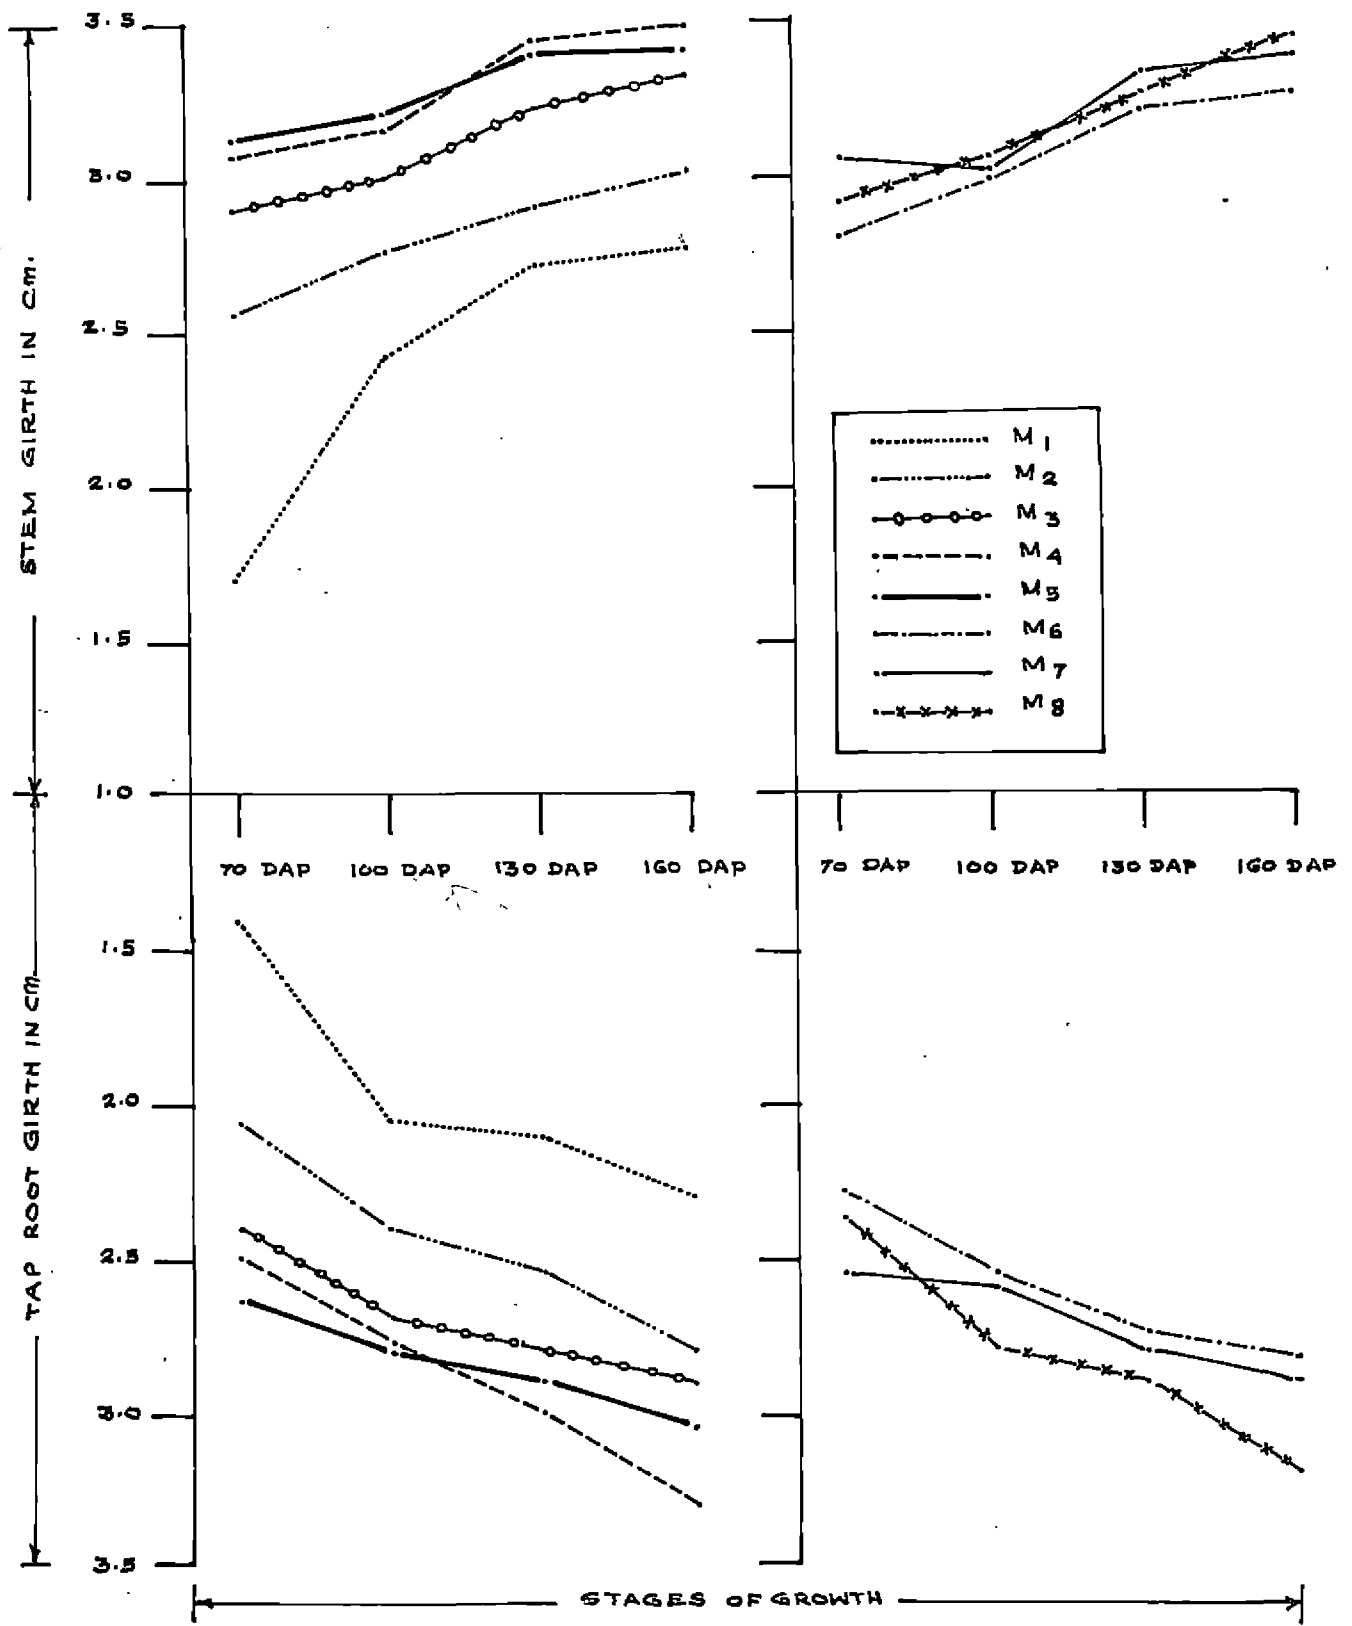 STEM GIRTH IN Cm.
TAP ROOT GIRTH IN CM
3.5
3.0
2.5
2.0
1.5
1.0
1.5
2.0
2.5
3.0
3.5
M1
M2
M3
M4
M5
M6
M7
M8
70 DAP 100 DAP 130 DAP 160 DAP
70 DAP 100 DAP 130 DAP 160 DAP
STAGES OF GROWTH